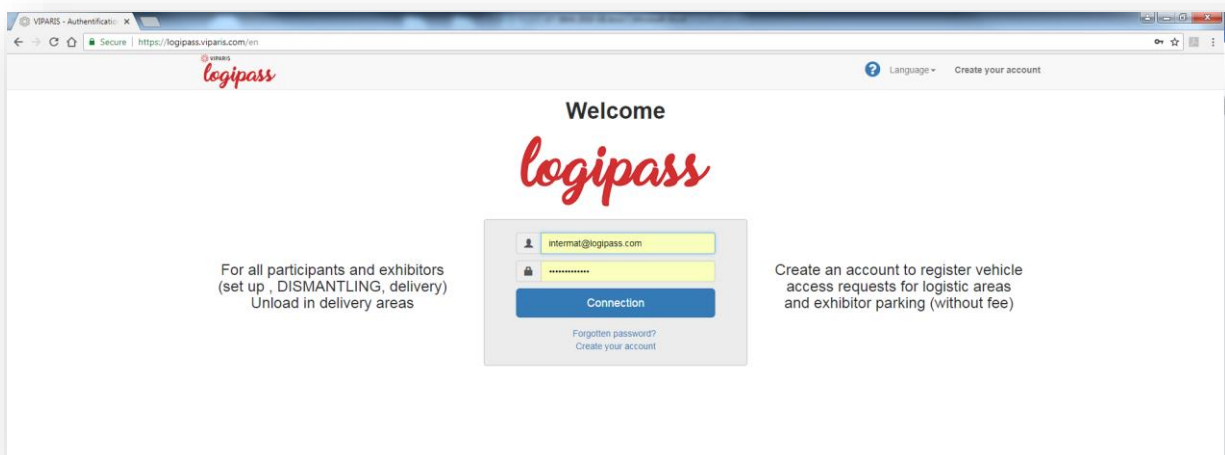 VIPARIS - Authentificatio
Secure | https://logipass.viparis.com/en
VIPARIS
logipass
Language
Create your account
Welcome
logipass
For all participants and exhibitors
(set up , DISMANTLING, delivery)
Unload in delivery areas
intermat@logipass.com
•••••••••••••
Connection
Forgotten password?
Create your account
Create an account to register vehicle
access requests for logistic areas
and exhibitor parking (without fee)